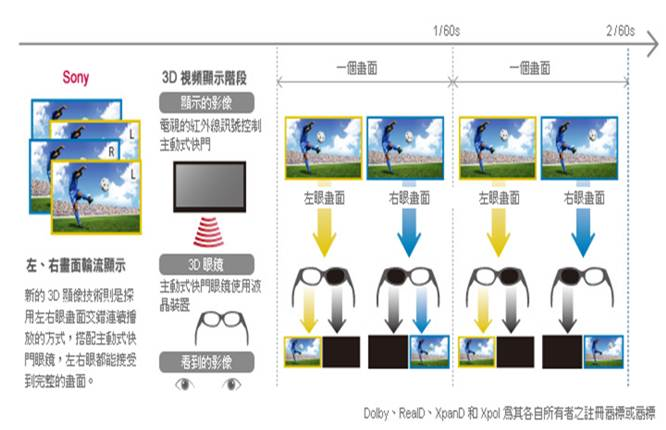 1/60s
2/60s
Sony
3D 視頻顯示階段
一個畫面
一個畫面
顯示的影像
電視的紅外線訊號控制
主動式快門
L
R
L
左眼畫面
右眼畫面
左眼畫面
右眼畫面
左、右畫面輪流顯示
3D 眼鏡
新的 3D 顯像技術則是採
用左右眼畫面交錯連續播
放的方式，搭配主動式快
門眼鏡，左右眼都能接受
到完整的畫面。
主動式快門眼鏡使用液
晶裝置
看到的影像
Dolby、RealD、XpanD 和 Xpol 為其各自所有者之註冊商標或商標